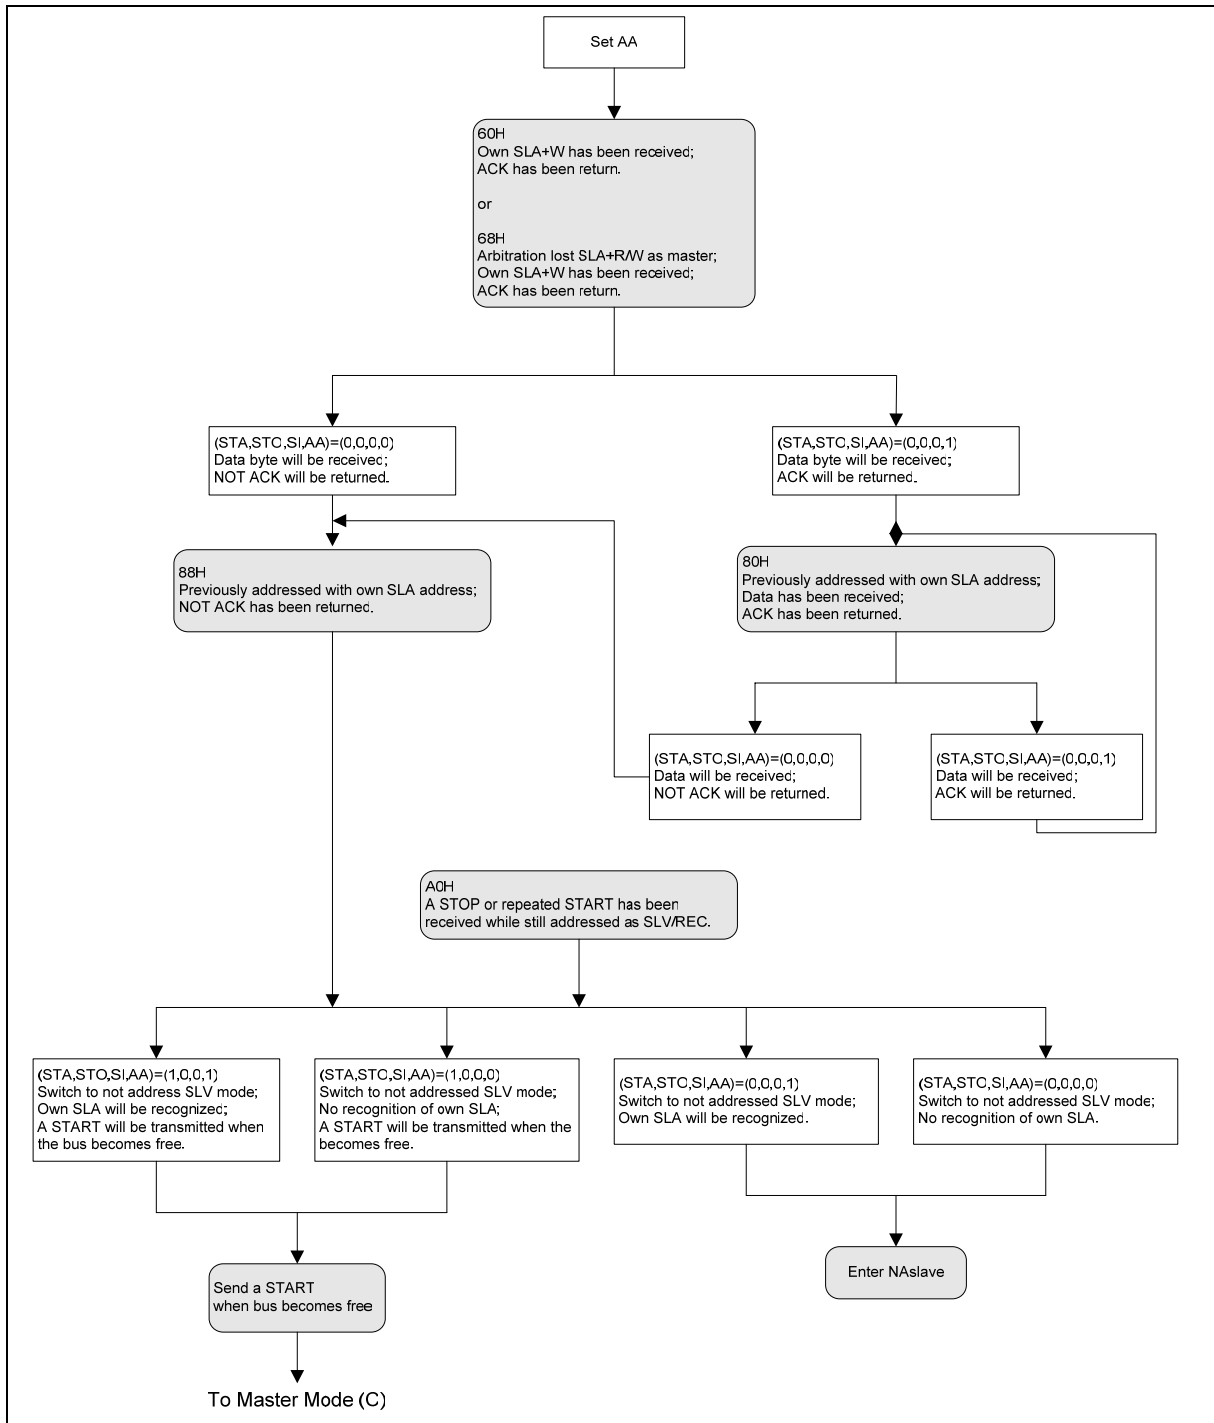 Set AA
60H
Own SLA+W has been received;
ACK has been return.
or
68H
Arbitration lost SLA+R/W as master;
Own SLA+W has been received;
ACK has been return.
(STA,STO,SI,AA)=(0,0,0,0)
Data byte will be received;
NOT ACK will be returned.
(STA,STO,SI,AA)=(0,0,0,1)
Data byte will be received;
ACK will be returned.
88H
Previously addressed with own SLA address;
NOT ACK has been returned.
80H
Previously addressed with own SLA address;
Data has been received;
ACK has been returned.
(STA,STO,SI,AA)=(0,0,0,0)
Data will be received;
NOT ACK will be returned.
(STA,STO,SI,AA)=(0,0,0,1)
Data will be received;
ACK will be returned.
A0H
A STOP or repeated START has been
received while still addressed as SLV/REC.
(STA,STO,SI,AA)=(1,0,0,1)
Switch to not address SLV mode;
Own SLA will be recognized;
A START will be transmitted when
the bus becomes free.
(STA,STO,SI,AA)=(1,0,0,0)
Switch to not addressed SLV mode;
No recognition of own SLA;
A START will be transmitted when the
becomes free.
(STA,STO,SI,AA)=(0,0,0,1)
Switch to not addressed SLV mode;
Own SLA will be recognized.
(STA,STO,SI,AA)=(0,0,0,0)
Switch to not addressed SLV mode;
No recognition of own SLA.
Send a START
when bus becomes free
Enter NAslave
To Master Mode (C)